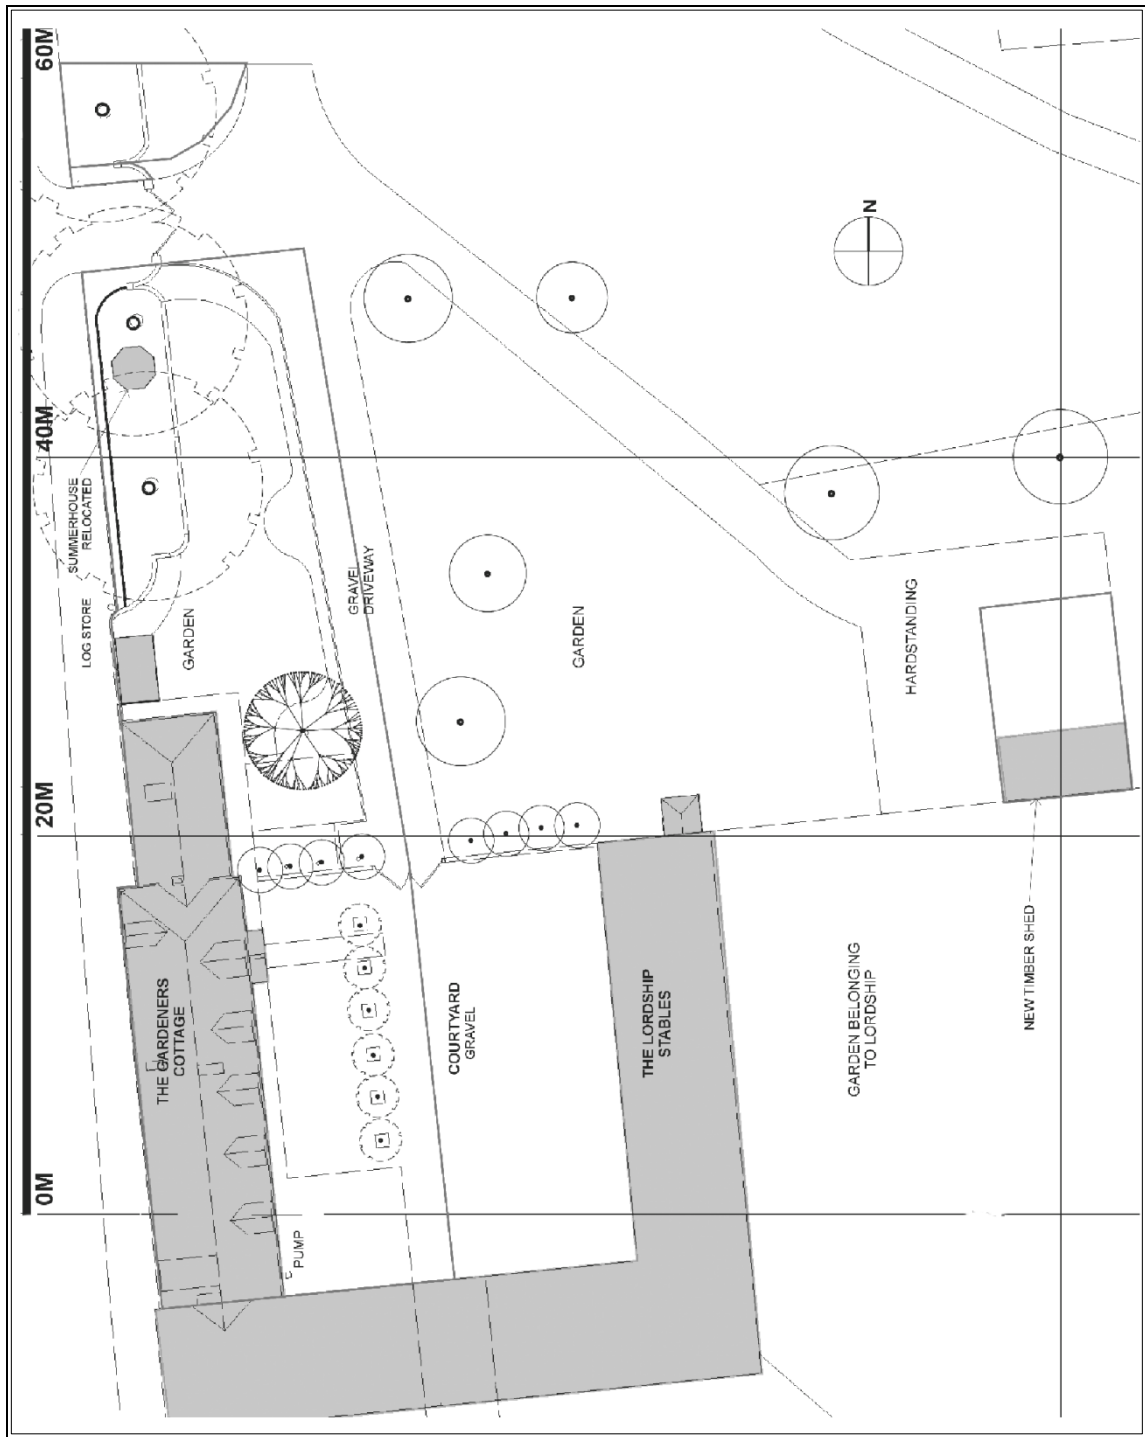 60M
N
40M
SUMMERHOUSE
RELOCATED
LOG STORE
GARDEN
GRAVEL
DRIVEWAY
GARDEN
HARDSTANDING
20M
THE GARDENERS
COTTAGE
COURTYARD
GRAVEL
THE LORDSHIP
STABLES
GARDEN BELONGING
TO LORDSHIP
NEW TIMBER SHED
0M
PUMP